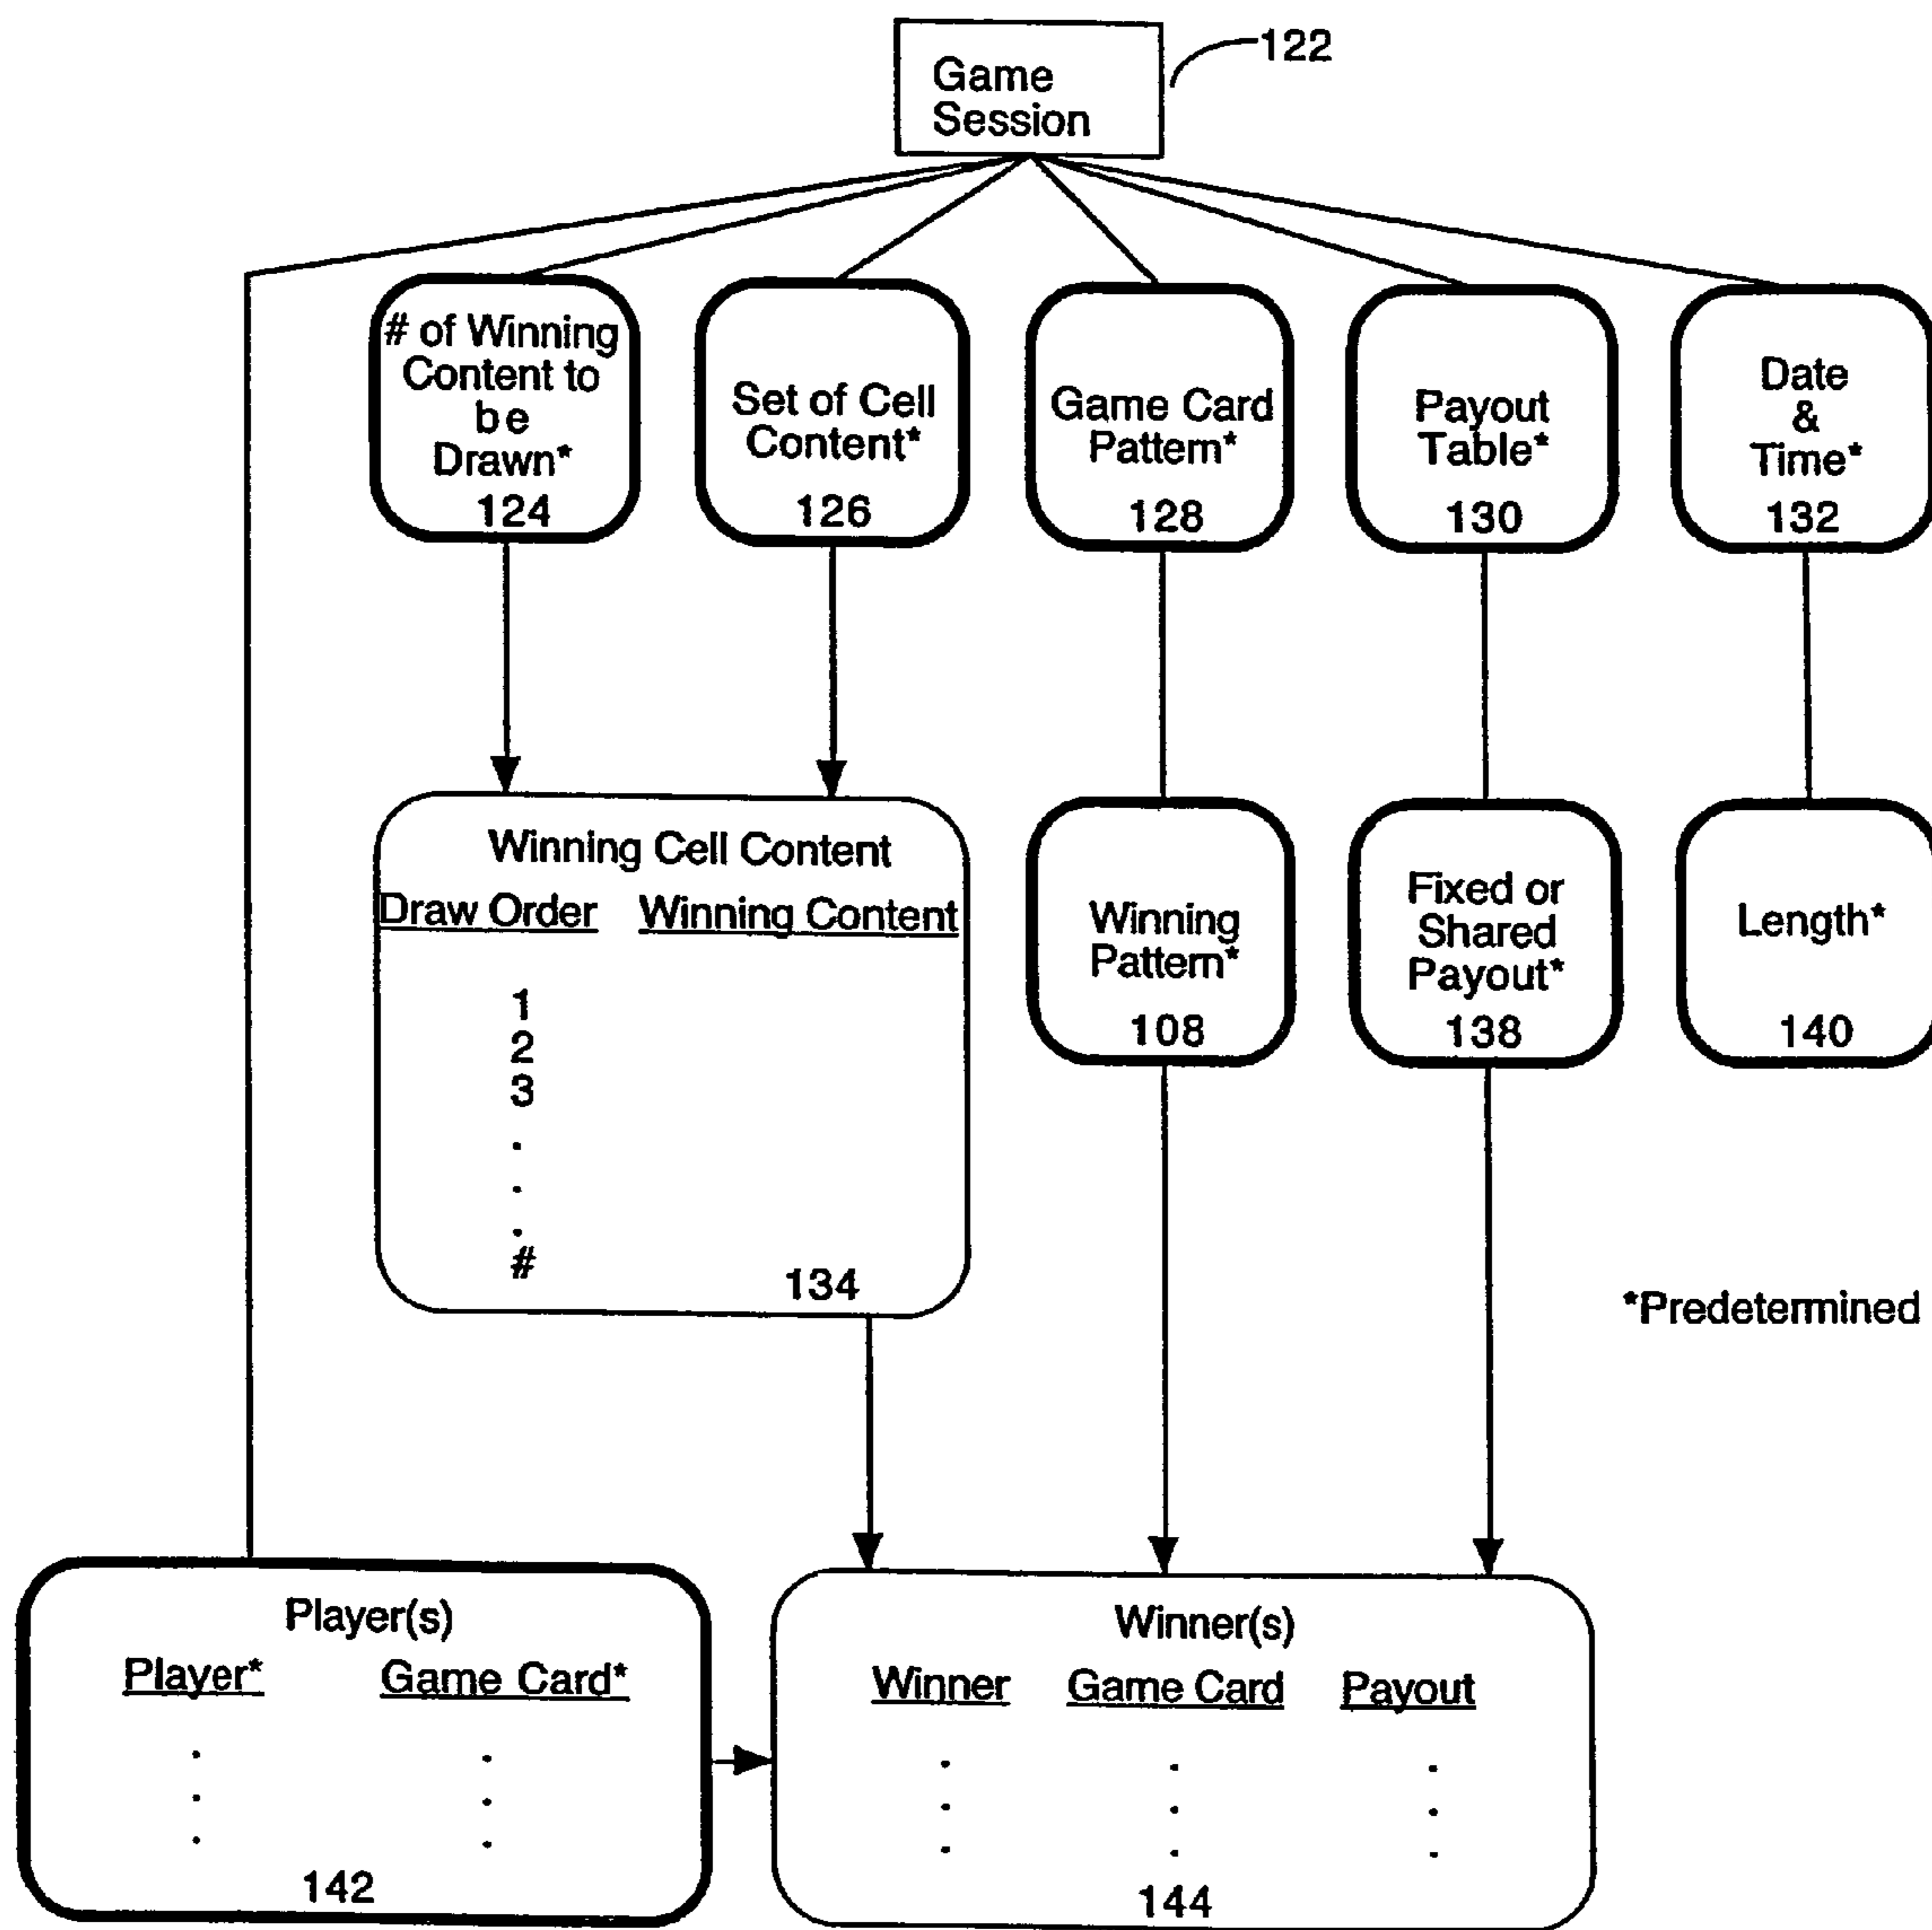 Game
Session
122
# of Winning
Content to
be
Drawn*
124
Set of Cell
Content*
126
Game Card
Pattern*
128
Payout
Table*
130
Date
&
Time*
132
Winning Cell Content
Draw Order Winning Content
1
2
3
.
.
.
#
134
Winning
Pattern*
108
Fixed or
Shared
Payout*
138
Length*
140
*Predetermined
Player(s)
Player* Game Card*
. .
. .
. .
142
Winner(s)
Winner Game Card Payout
. . .
. . .
. . .
144